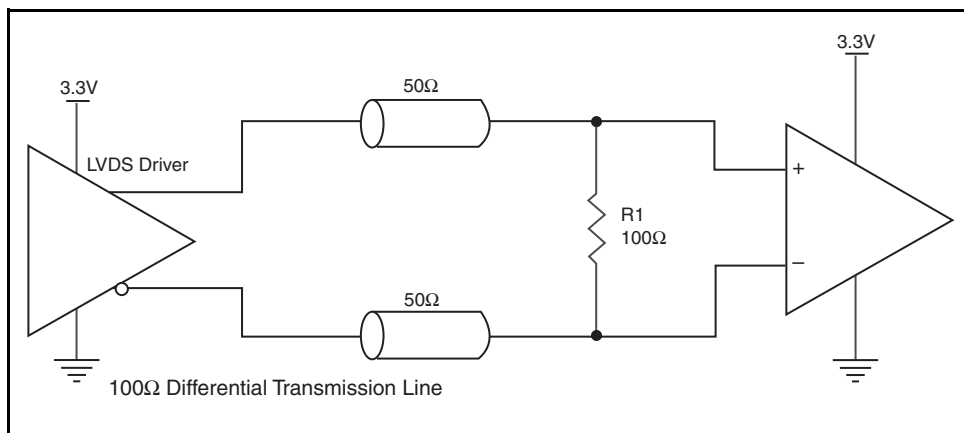 3.3V
3.3V
50Ω
LVDS Driver
+
R1
100Ω
–
50Ω
100Ω Differential Transmission Line